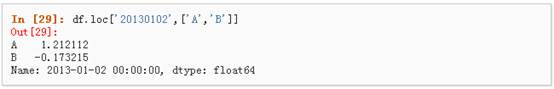 In [29]: df.loc['20130102',['A','B']]
Out[29]:
A    1.212112
B   -0.173215
Name: 2013-01-02 00:00:00, dtype: float64